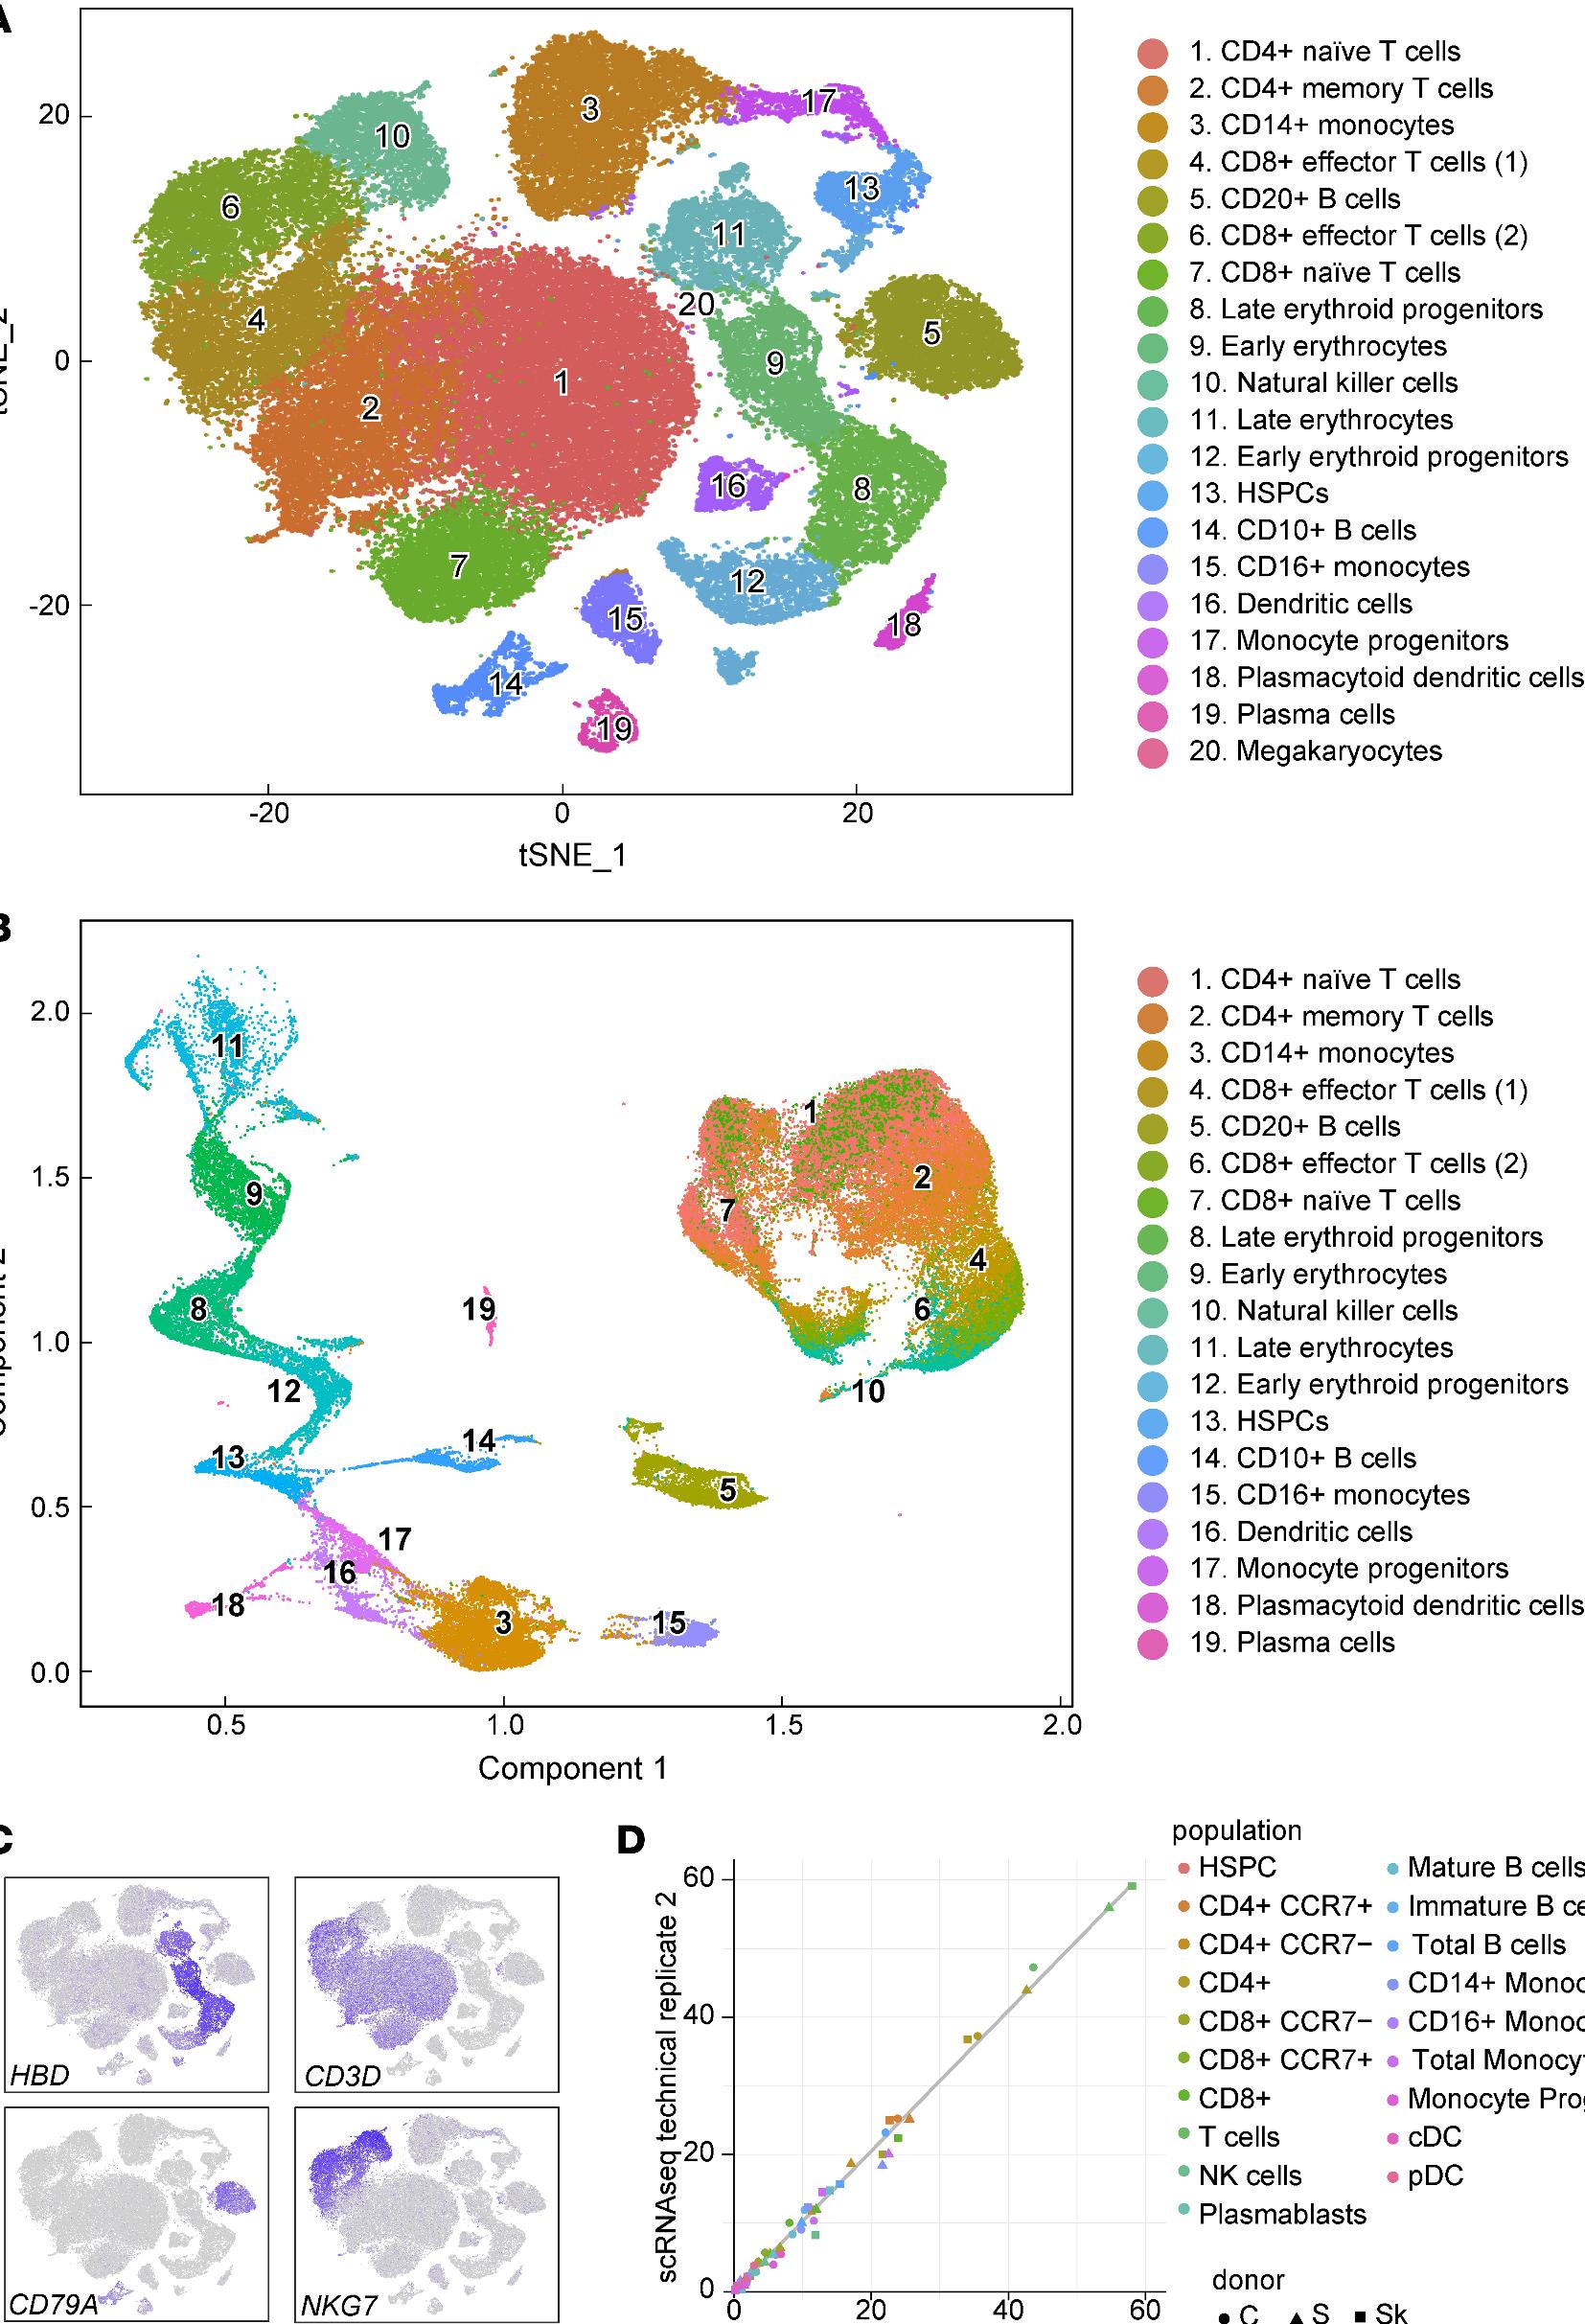 20
0
-20
-20
0
20
tSNE_1
1
2
3
4
5
6
7
8
9
10
11
12
13
14
15
16
17
18
19
20
1. CD4+ naïve T cells
2. CD4+ memory T cells
3. CD14+ monocytes
4. CD8+ effector T cells (1)
5. CD20+ B cells
6. CD8+ effector T cells (2)
7. CD8+ naïve T cells
8. Late erythroid progenitors
9. Early erythrocytes
10. Natural killer cells
11. Late erythrocytes
12. Early erythroid progenitors
13. HSPCs
14. CD10+ B cells
15. CD16+ monocytes
16. Dendritic cells
17. Monocyte progenitors
18. Plasmacytoid dendritic cells
19. Plasma cells
20. Megakaryocytes
B
2.0
1.5
1.0
0.5
0.0
0.5
1.0
1.5
2.0
Component 1
1
2
3
4
5
6
7
8
9
10
11
12
13
14
15
16
17
18
19
1. CD4+ naïve T cells
2. CD4+ memory T cells
3. CD14+ monocytes
4. CD8+ effector T cells (1)
5. CD20+ B cells
6. CD8+ effector T cells (2)
7. CD8+ naïve T cells
8. Late erythroid progenitors
9. Early erythrocytes
10. Natural killer cells
11. Late erythrocytes
12. Early erythroid progenitors
13. HSPCs
14. CD10+ B cells
15. CD16+ monocytes
16. Dendritic cells
17. Monocyte progenitors
18. Plasmacytoid dendritic cells
19. Plasma cells
C
HBD
CD3D
CD79A
NKG7
D
scRNAseq technical replicate 2
60
40
20
0
0
20
40
60
population
HSPC
CD4+ CCR7+
CD4+ CCR7−
CD4+
CD8+ CCR7−
CD8+ CCR7+
CD8+
T cells
NK cells
Plasmablasts
Mature B cells
Immature B ce
Total B cells
CD14+ Monoc
CD16+ Monoc
Total Monocy
Monocyte Prog
cDC
pDC
donor
C S Sk